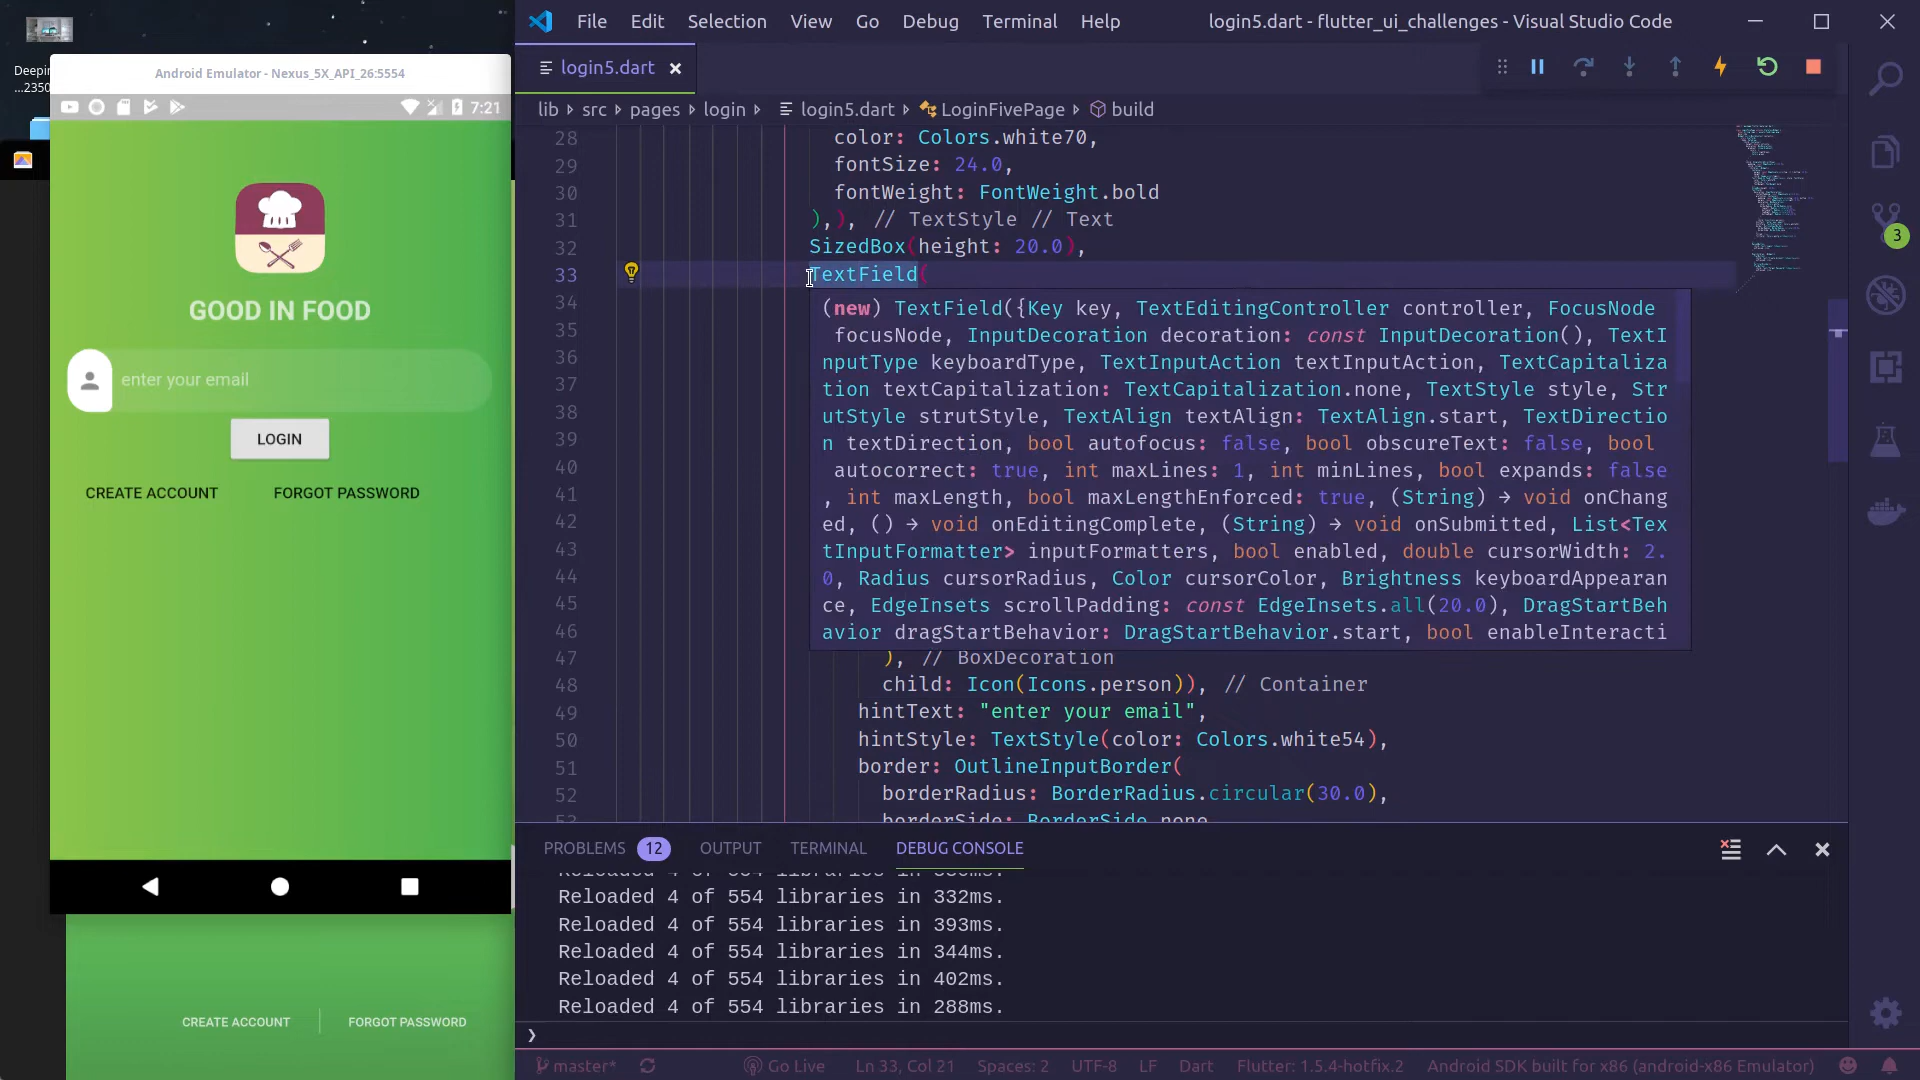 File Edit Selection View Go Debug Terminal Help login5.dart - flutter_ui_challenges - Visual Studio Code
Deepin
...2350
Android Emulator - Nexus_5X_API_26:5554
7:21
GOOD IN FOOD
enter your email
LOGIN
CREATE ACCOUNT FORGOT PASSWORD
CREATE ACCOUNT FORGOT PASSWORD
login5.dart
lib src pages login login5.dart LoginFivePage build
28 color: Colors.white70,
29 fontSize: 24.0,
30 fontWeight: FontWeight.bold
31 ),), // TextStyle // Text
32 SizedBox(height: 20.0),
33 TextField(
34
35
36
37
38
39
40
41
42
43
44
45
46
(new) TextField({Key key, TextEditingController controller, FocusNode
focusNode, InputDecoration decoration: const InputDecoration(), TextI
nputType keyboardType, TextInputAction textInputAction, TextCapitaliza
tion textCapitalization: TextCapitalization.none, TextStyle style, Str
utStyle strutStyle, TextAlign textAlign: TextAlign.start, TextDirectio
n textDirection, bool autofocus: false, bool obscureText: false, bool
autocorrect: true, int maxLines: 1, int minLines, bool expands: false
, int maxLength, bool maxLengthEnforced: true, (String) → void onChang
ed, () → void onEditingComplete, (String) → void onSubmitted, List<Tex
tInputFormatter> inputFormatters, bool enabled, double cursorWidth: 2.
0, Radius cursorRadius, Color cursorColor, Brightness keyboardAppearan
ce, EdgeInsets scrollPadding: const EdgeInsets.all(20.0), DragStartBeh
avior dragStartBehavior: DragStartBehavior.start, bool enableInteracti
47 ), // BoxDecoration
48 child: Icon(Icons.person)), // Container
49 hintText: "enter your email",
50 hintStyle: TextStyle(color: Colors.white54),
51 border: OutlineInputBorder(
52 borderRadius: BorderRadius.circular(30.0),
53 borderSide: BorderSide.none
3
PROBLEMS 12 OUTPUT TERMINAL DEBUG CONSOLE
Reloaded 4 of 554 libraries in
Reloaded 4 of 554 libraries in 332ms.
Reloaded 4 of 554 libraries in 393ms.
Reloaded 4 of 554 libraries in 344ms.
Reloaded 4 of 554 libraries in 402ms.
Reloaded 4 of 554 libraries in 288ms.
master* Go Live Ln 33, Col 21 Spaces: 2 UTF-8 LF Dart Flutter: 1.5.4-hotfix.2 Android SDK built for x86 (android-x86 Emulator)